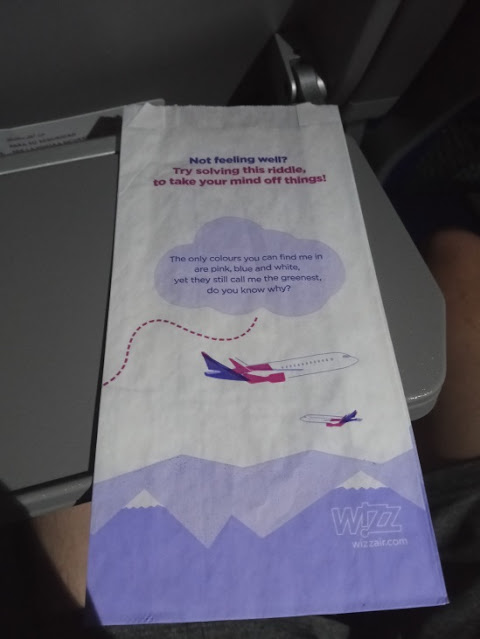 Not feeling well?
Try solving this riddle,
to take your mind off things!
The only colours you can find me in
are pink, blue and white,
yet they still call me the greenest,
do you know why?
WIZZ
wizzair.com